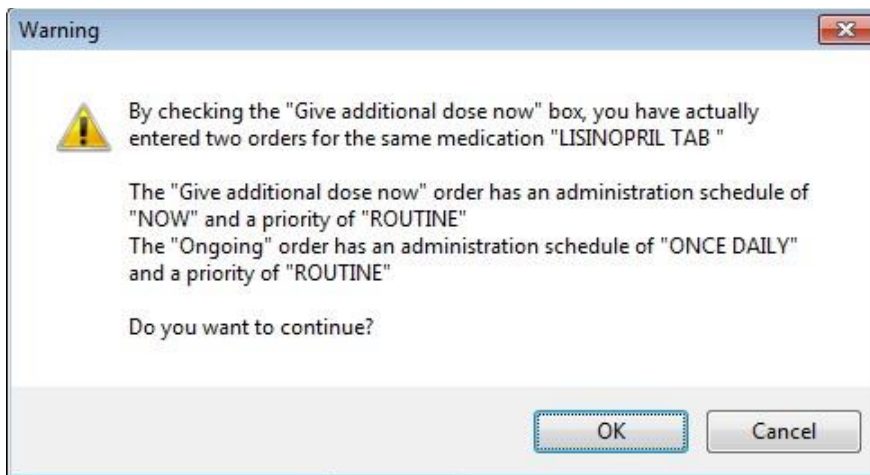 Warning
By checking the "Give additional dose now" box, you have actually
entered two orders for the same medication "LISINOPRIL TAB "
The "Give additional dose now" order has an administration schedule of
"NOW" and a priority of "ROUTINE"
The "Ongoing" order has an administration schedule of "ONCE DAILY"
and a priority of "ROUTINE"
Do you want to continue?
OK
Cancel